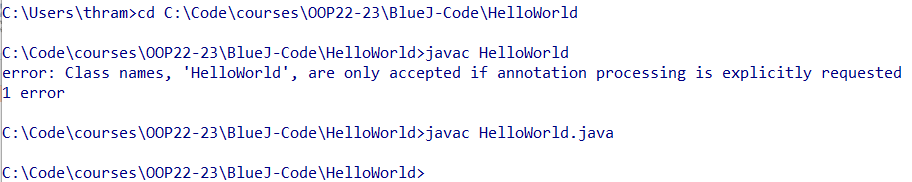 C:\Users\thram>cd C:\Code\courses\OOP22-23\BlueJ-Code\HelloWorld
C:\Code\courses\OOP22-23\BlueJ-Code\HelloWorld>javac HelloWorld
error: Class names, 'HelloWorld', are only accepted if annotation processing is explicitly requested
1 error
C:\Code\courses\OOP22-23\BlueJ-Code\HelloWorld>javac HelloWorld.java
C:\Code\courses\OOP22-23\BlueJ-Code\HelloWorld>